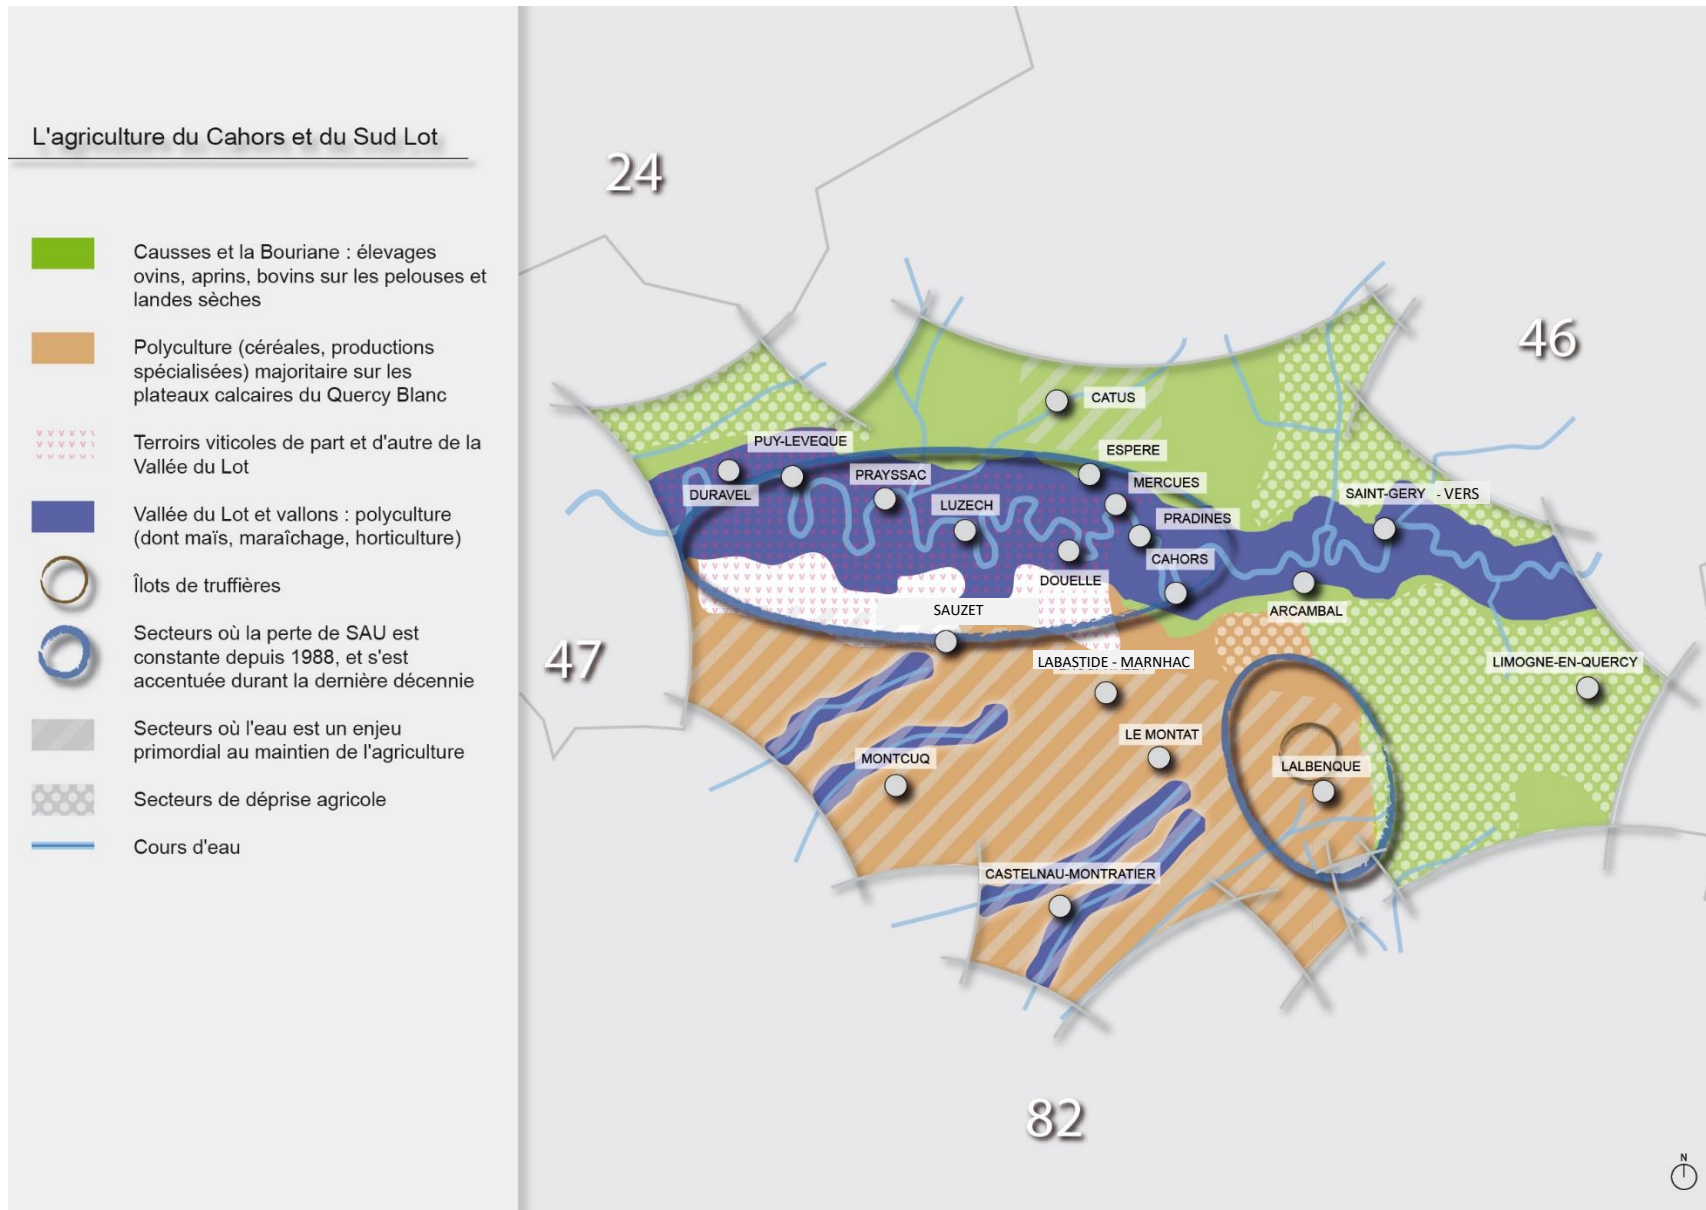 L'agriculture du Cahors et du Sud Lot
Causses et la Bouriane : élevages
ovins, aprins, bovins sur les pelouses et
landes sèches
Polyculture (céréales, productions
spécialisées) majoritaire sur les
plateaux calcaires du Quercy Blanc
Terroirs viticoles de part et d'autre de la
Vallée du Lot
Vallée du Lot et vallons : polyculture
(dont maïs, maraîchage, horticulture)
Îlots de truffières
Secteurs où la perte de SAU est
constante depuis 1988, et s'est
accentuée durant la dernière décennie
Secteurs où l'eau est un enjeu
primordial au maintien de l'agriculture
Secteurs de déprise agricole
Cours d'eau
24
46
CATUS
PUY-LEVEQUE
ESPERE
PRAYSSAC
MERCUES
DURAVEL
SAINT-GERY - VERS
LUZECH
PRADINES
CAHORS
DOUELLE
SAUZET
ARCAMBAL
47
LABASTIDE - MARNHAC
LIMOGNE-EN-QUERCY
LE MONTAT
MONTCUQ
LALBENQUE
CASTELNAU-MONTRATIER
82
N